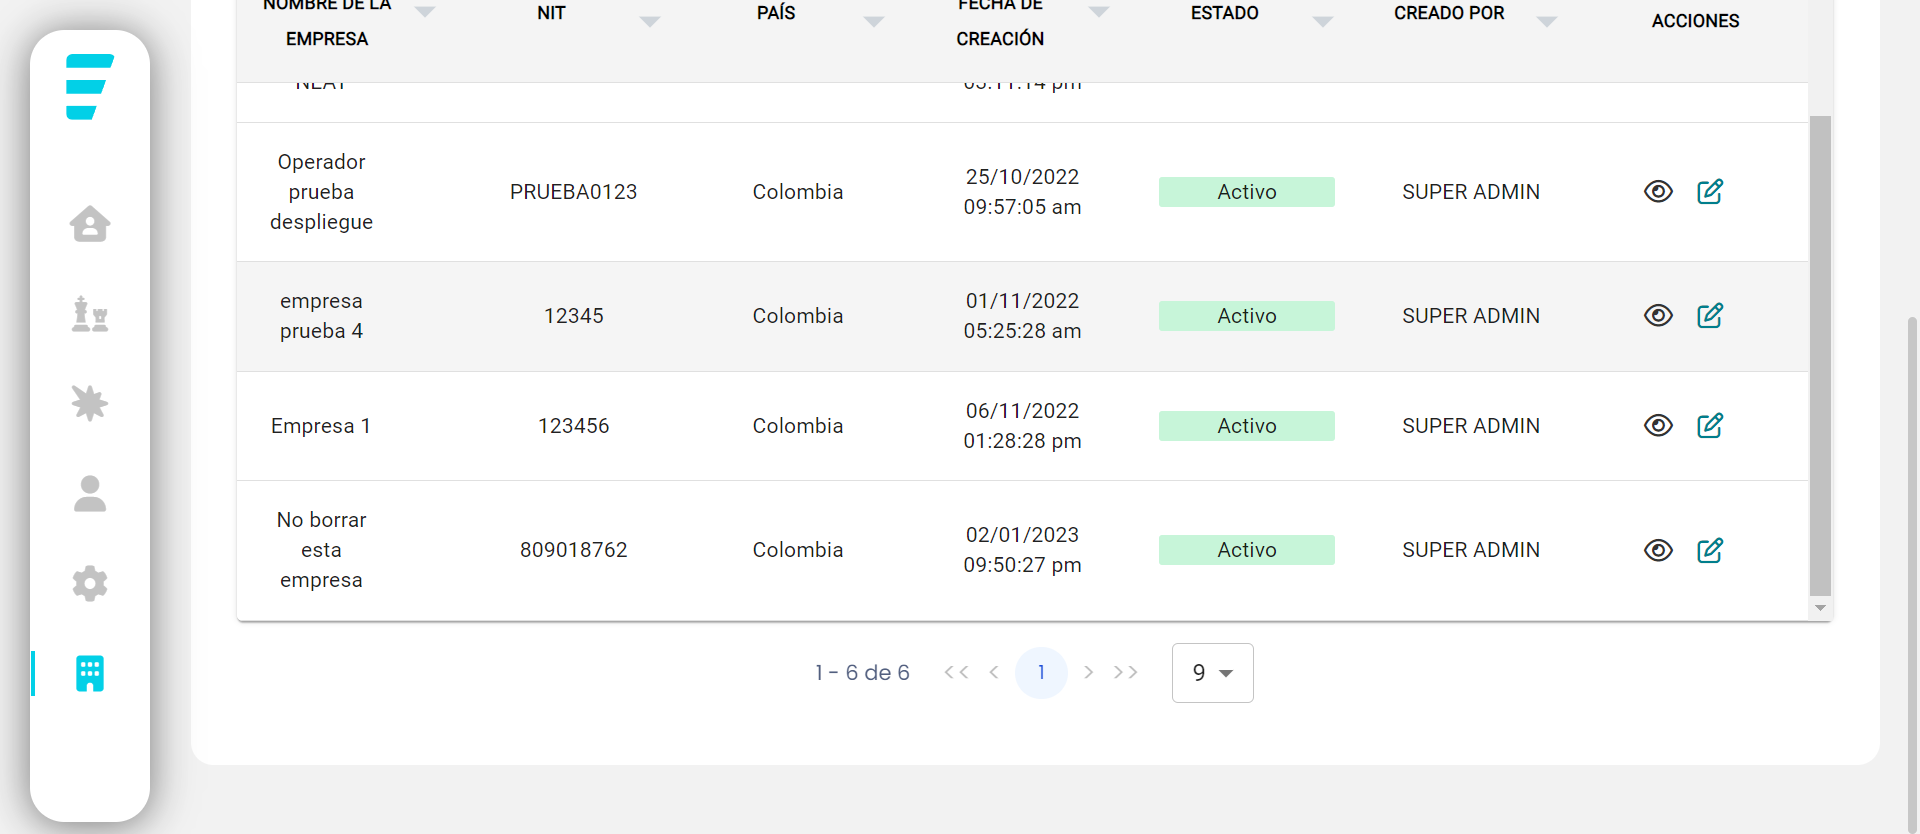 NOMBRE DE LA
EMPRESA
NIT
PAÍS
FECHA DE
CREACIÓN
ESTADO
CREADO POR
ACCIONES
Operador
prueba
despliegue
PRUEBA0123
Colombia
25/10/2022
09:57:05 am
Activo
SUPER ADMIN
empresa
prueba 4
12345
Colombia
01/11/2022
05:25:28 am
Activo
SUPER ADMIN
Empresa 1
123456
Colombia
06/11/2022
01:28:28 pm
Activo
SUPER ADMIN
No borrar
esta
empresa
809018762
Colombia
02/01/2023
09:50:27 pm
Activo
SUPER ADMIN
1 - 6 de 6
<< < 1 > >>
9